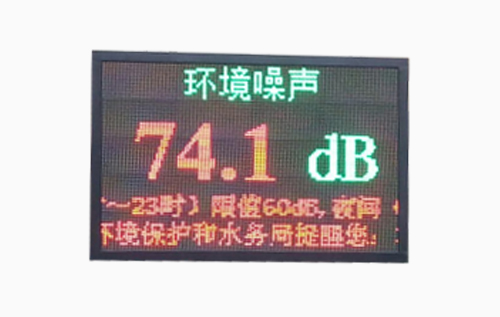 环境噪声
74.1 dB
～23时）限值60dB,夜间
环境保护和水务局提醒您